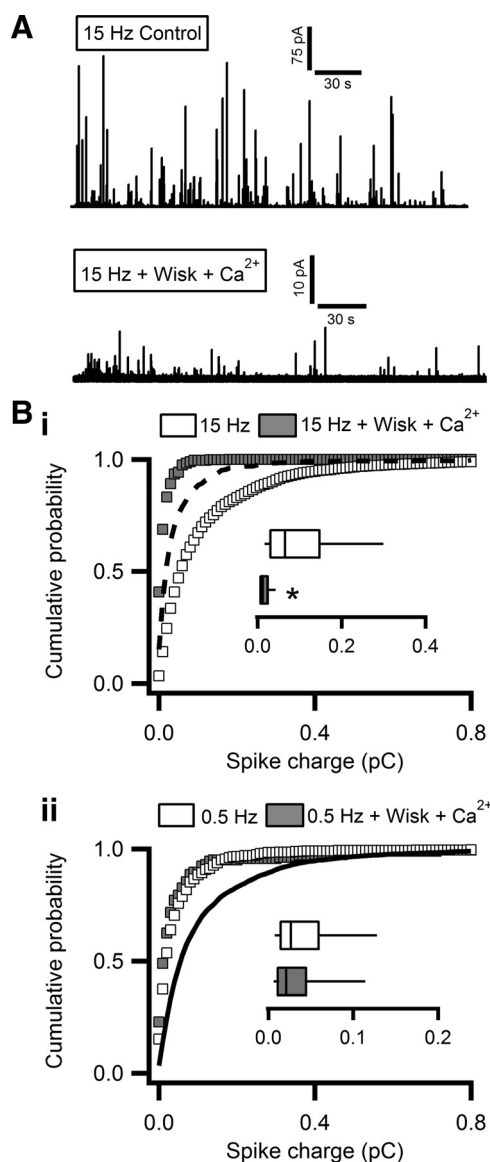 A
15 Hz Control
75 pA
30 s
15 Hz + Wisk + Ca2+
10 pA
30 s
B i
15 Hz
15 Hz + Wisk + Ca2+
Cumulative probability
1.0
0.5
0.0
*
0.0 0.2 0.4
0.0 0.4 0.8
Spike charge (pC)
ii
0.5 Hz
0.5 Hz + Wisk + Ca2+
Cumulative probability
1.0
0.5
0.0
0.0 0.1 0.2
0.0 0.4 0.8
Spike charge (pC)